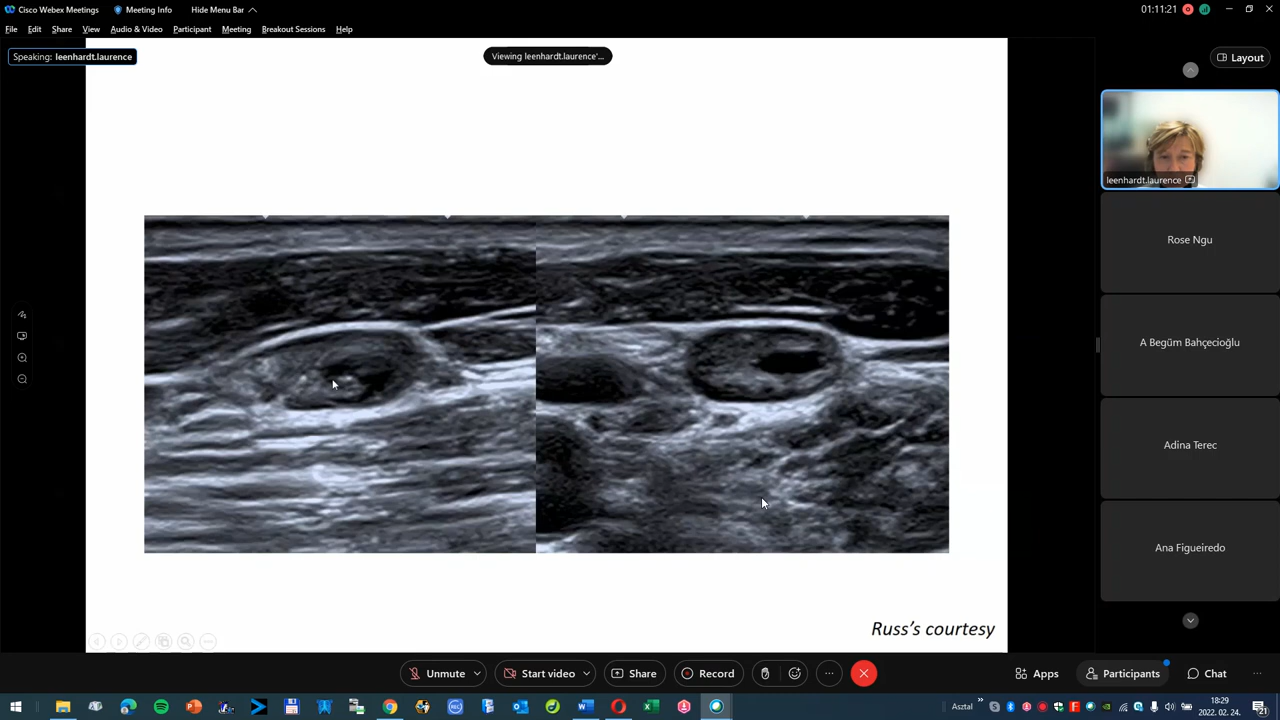 Cisco Webex Meetings
Meeting Info
Hide Menu Bar
01:11:21
File Edit Share View Audio & Video Participant Meeting Breakout Sessions Help
Speaking: leenhardt.laurence
Viewing leenhardt.laurence'...
Layout
leenhardt.laurence
Rose Ngu
A Begüm Bahçecioğlu
Adina Terec
Ana Figueiredo
Russ's courtesy
Unmute
Start video
Share
Record
Apps
Participants
Chat
Asztal
18:29
2022. 02. 24.